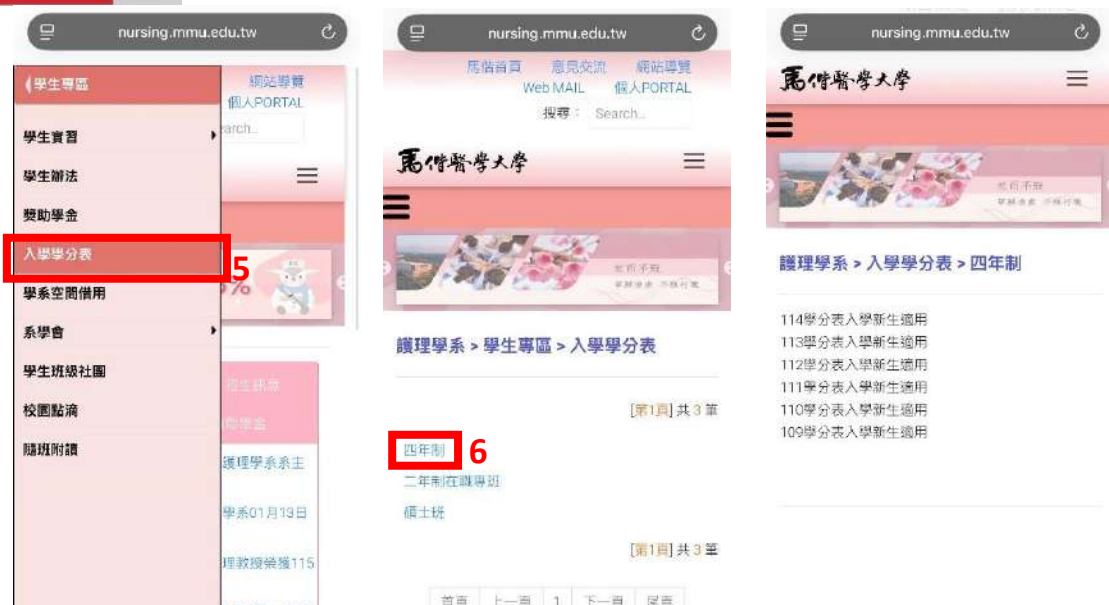 nursing.mmu.edu.tw
學生專區
網站導覽
個人PORTAL
earch...
學生實習
學生辦法
獎助學金
入學學分表
5
學系空間借用
%
系學會
學生班級社團
校園點滴
隨班附讀
護理學系系主
學系01月13日
理教授榮獲115
nursing.mmu.edu.tw
馬偕首頁 意見交流 網站導覽
Web MAIL 個人PORTAL
搜尋： Search...
馬偕醫學大學
護理學系 > 學生專區 > 入學學分表
[第1頁] 共 3 筆
四年制
6
二年制在職專班
碩士班
[第1頁] 共 3 筆
首頁 上一頁 1 下一頁 尾頁
nursing.mmu.edu.tw
馬偕醫學大學
護理學系 > 入學學分表 > 四年制
114學分表入學新生適用
113學分表入學新生適用
112學分表入學新生適用
111學分表入學新生適用
110學分表入學新生適用
109學分表入學新生適用